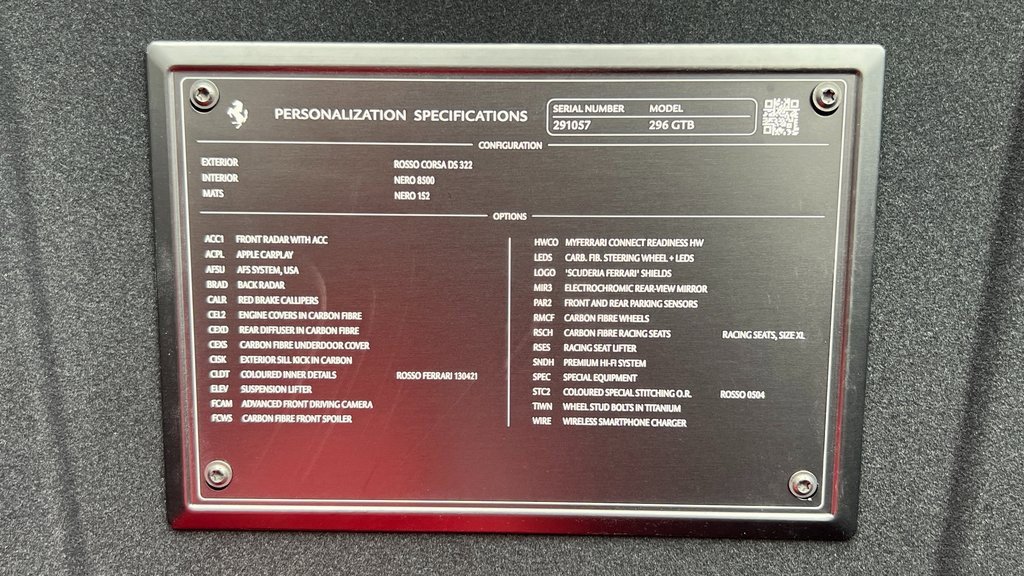 PERSONALIZATION SPECIFICATIONS
SERIAL NUMBER MODEL
291057 296 GTB
CONFIGURATION
EXTERIOR ROSSO CORSA DS 322
INTERIOR NERO 8500
MATS NERO 152
OPTIONS
ACC1 FRONT RADAR WITH ACC
ACPL APPLE CARPLAY
AFSU AFS SYSTEM, USA
BRAD BACK RADAR
CALR RED BRAKE CALLIPERS
CEL2 ENGINE COVERS IN CARBON FIBRE
CEXD REAR DIFFUSER IN CARBON FIBRE
CEXS CARBON FIBRE UNDERDOOR COVER
CISK EXTERIOR SILL KICK IN CARBON
CLDT COLOURED INNER DETAILS ROSSO FERRARI 130421
ELEV SUSPENSION LIFTER
FCAM ADVANCED FRONT DRIVING CAMERA
FCWS CARBON FIBRE FRONT SPOILER
HWCO MYFERRARI CONNECT READINESS HW
LEDS CARB. FIB. STEERING WHEEL + LEDS
LOGO 'SCUDERIA FERRARI' SHIELDS
MIR3 ELECTROCHROMIC REAR-VIEW MIRROR
PAR2 FRONT AND REAR PARKING SENSORS
RMCF CARBON FIBRE WHEELS
RSCH CARBON FIBRE RACING SEATS RACING SEATS, SIZE XL
RSES RACING SEAT LIFTER
SNDH PREMIUM HI-FI SYSTEM
SPEC SPECIAL EQUIPMENT
STC2 COLOURED SPECIAL STITCHING O.R. ROSSO 0504
TIWN WHEEL STUD BOLTS IN TITANIUM
WIRE WIRELESS SMARTPHONE CHARGER